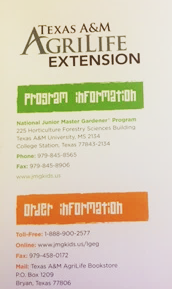 TEXAS A&M
AGRILIFE
EXTENSION
Program Information
National Junior Master Gardener® Program
225 Horticulture Forestry Sciences Building
Texas A&M University, MS 2134
College Station, Texas 77843-2134
Phone: 979-845-8565
Fax: 979-845-8906
www.jmgkids.us
Order Information
Toll-Free: 1-888-900-2577
Online: www.jmgkids.us/lgeg
Fax: 979-458-0172
Mail: Texas A&M AgriLife Bookstore
P.O. Box 1209
Bryan, Texas 77806